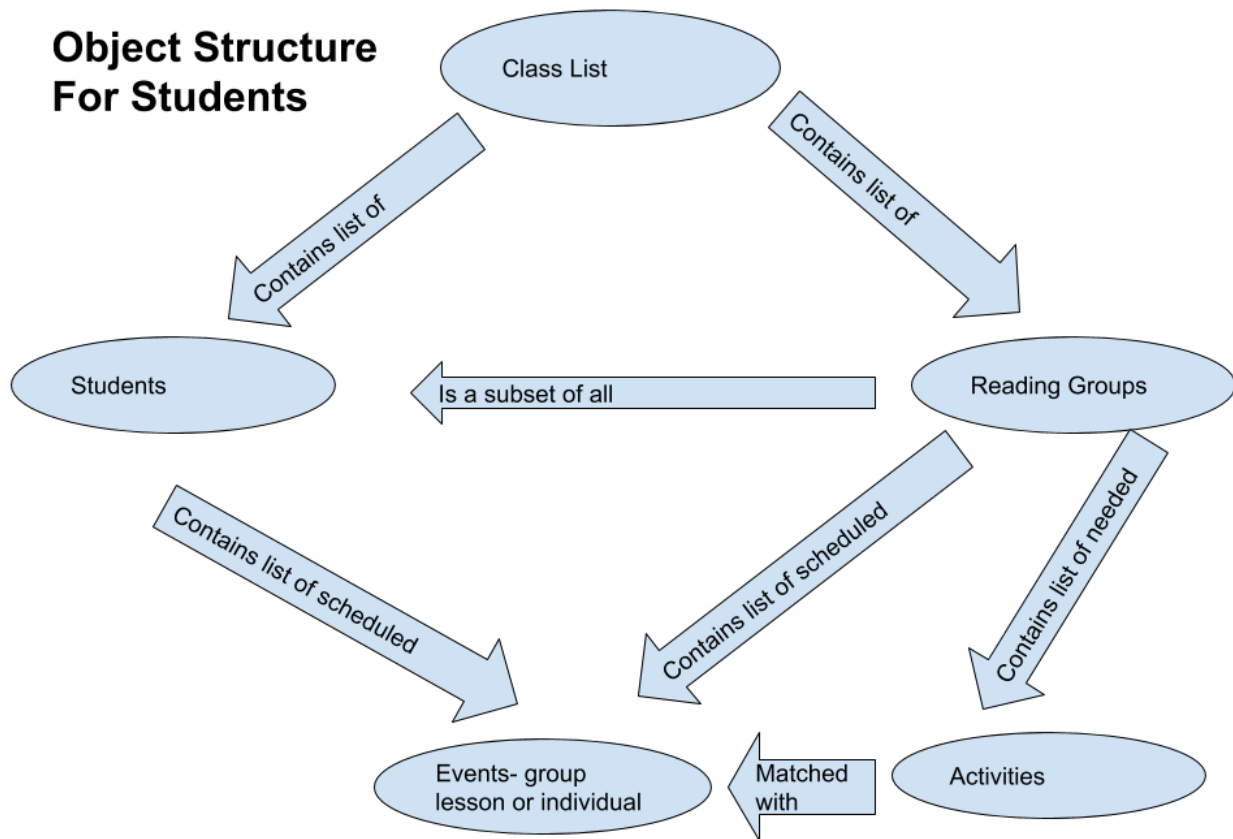 Object Structure
For Students
Class List
Contains list of
Contains list of
Students
Is a subset of all
Reading Groups
Contains list of scheduled
Contains list of scheduled
Contains list of needed
Events- group
lesson or individual
Matched
with
Activities